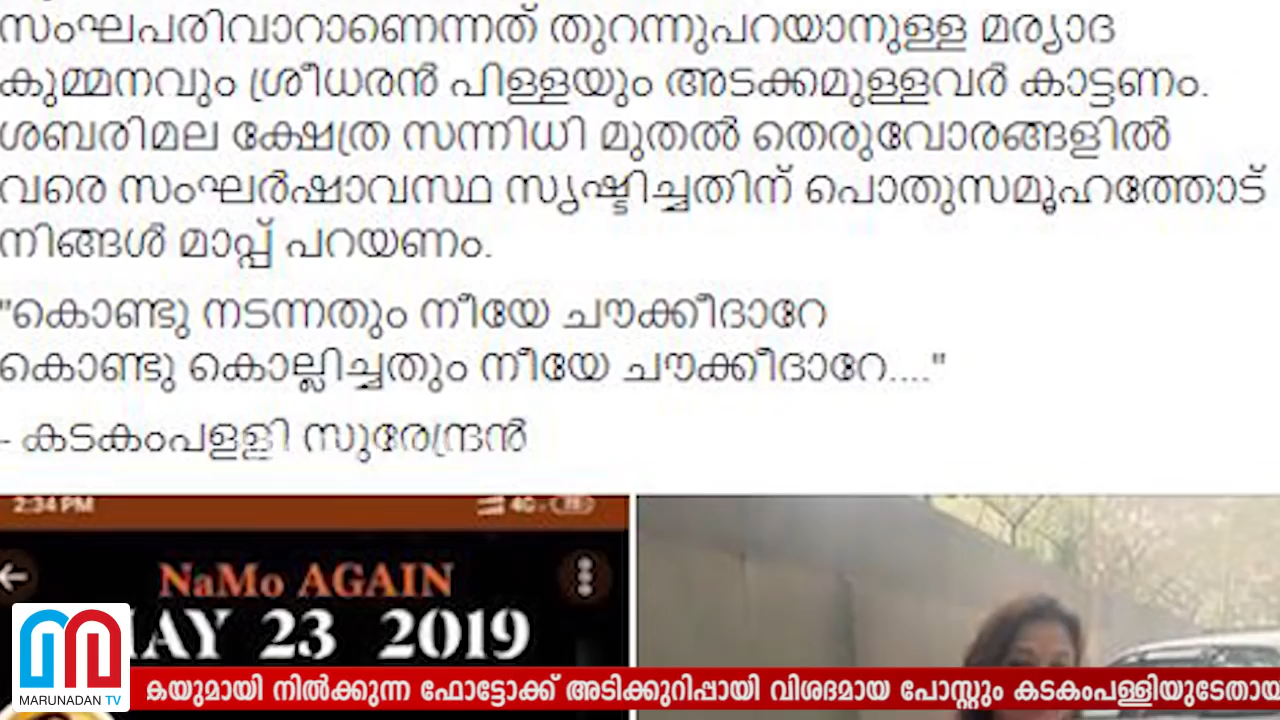 സംഘപരിവാറാണെന്നത് തുറന്നുപറയാനുള്ള മര്യാദ
കുമ്മനവും ശ്രീധരൻ പിള്ളയും അടക്കമുള്ളവർ കാട്ടണം.
ശബരിമല ക്ഷേത്ര സന്നിധി മുതൽ തെരുവോരങ്ങളിൽ
വരെ സംഘർഷാവസ്ഥ സൃഷ്ടിച്ചതിന് പൊതുസമൂഹത്തോട്
നിങ്ങൾ മാപ്പ് പറയണം.
"കൊണ്ടു നടന്നതും നീയേ ചൗക്കീദാറേ
കൊണ്ടു കൊല്ലിച്ചതും നീയേ ചൗക്കീദാറേ...."
- കടകംപള്ളി സുരേന്ദ്രൻ
2:34 PM 4G
NaMo AGAIN
MAY 23 2019
MARUNADAN TV
കയുമായി നിൽക്കുന്ന ഫോട്ടോക്ക് അടിക്കുറിപ്പായി വിശദമായ പോസ്റ്റും കടകംപള്ളിയുടേതായ